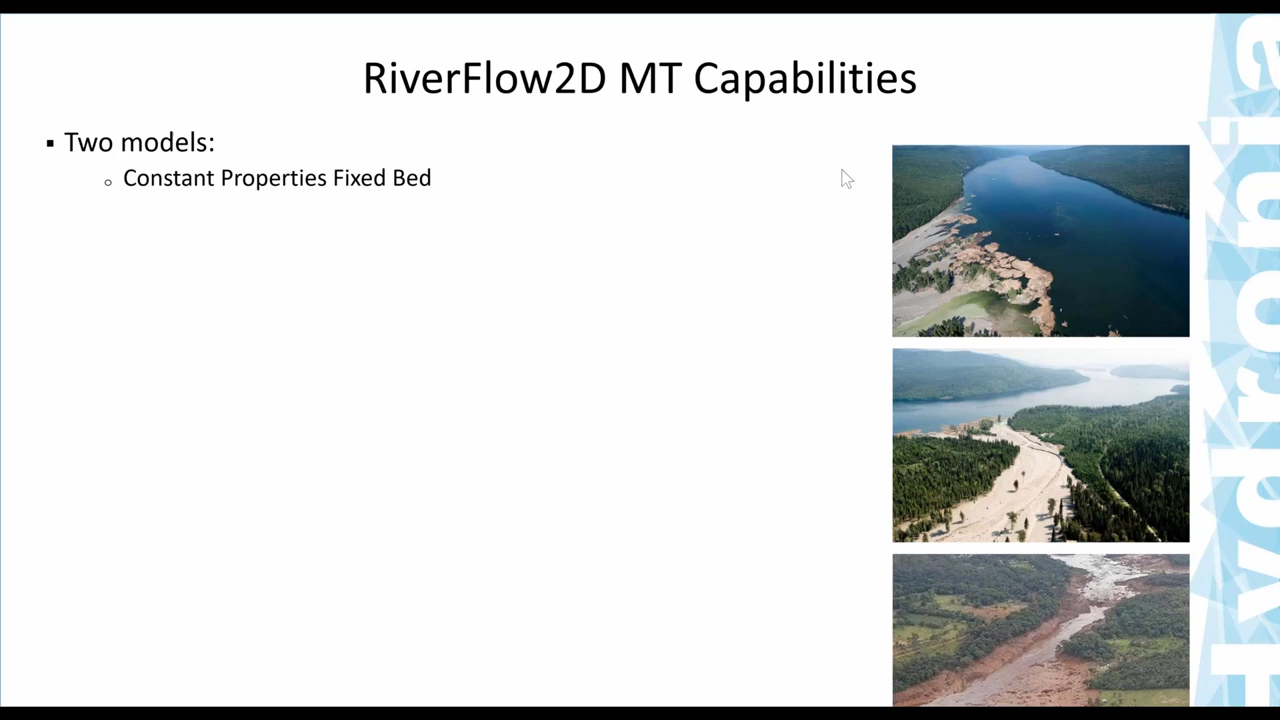 RiverFlow2D MT Capabilities
▪ Two models:
○ Constant Properties Fixed Bed
Hydronia